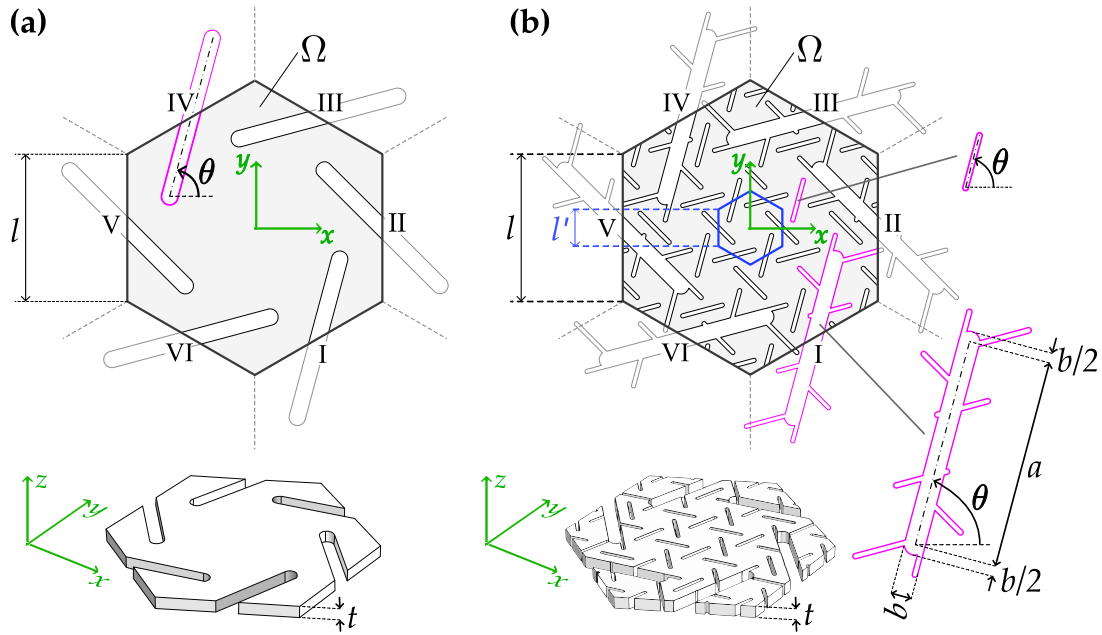 (a)
Ω
IV
III
θ
y
l
V
II
x
VI
I
z
y
x
t
(b)
Ω
IV
III
θ
y
l
l'
V
II
x
VI
I
b/2
a
θ
b/2
b
z
y
x
t